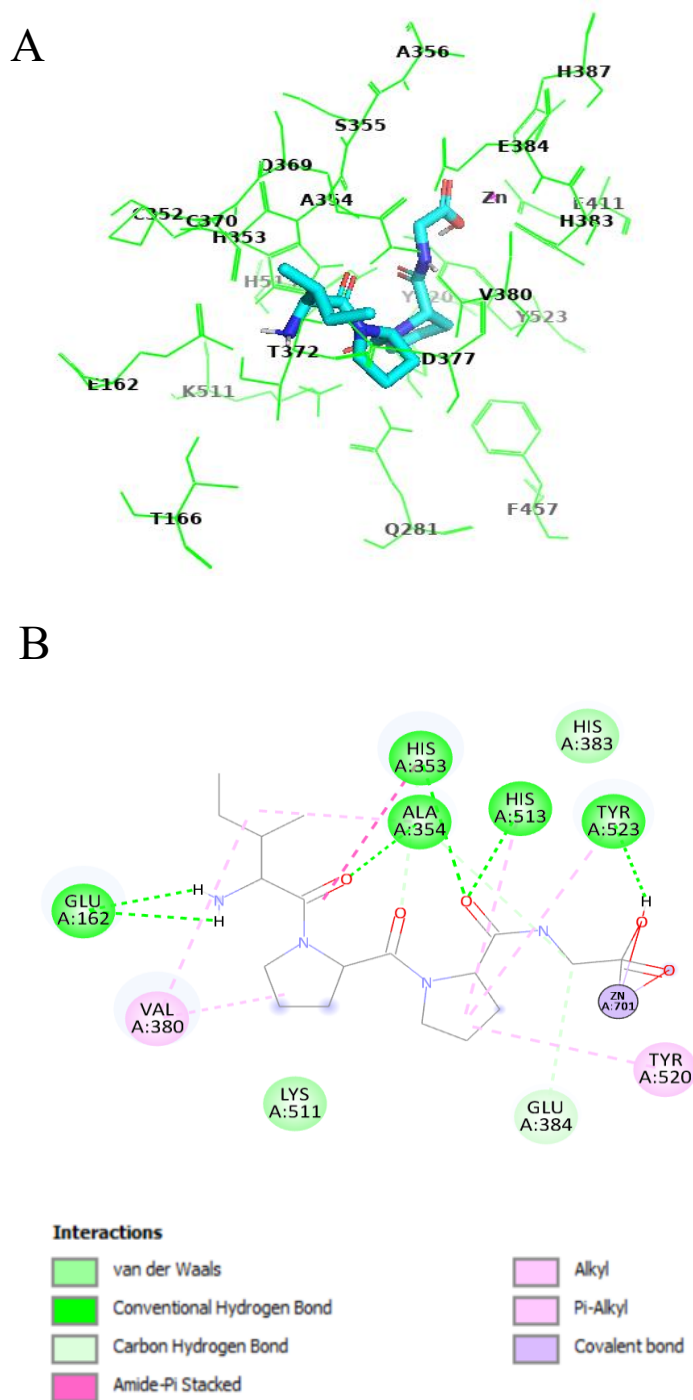 A
A356
H387
S355
E384
Q369
A354
Zn
E411
C352
C370
H383
H353
V380
Y523
T372
D377
E162
K511
T166
Q281
F457
B
HIS
A:383
HIS
A:353
ALA
A:354
HIS
A:513
TYR
A:523
H
O
H
N
O
O
O
H
GLU
A:162
N
O
N
N
ZN
A:701
VAL
A:380
TYR
A:520
LYS
A:511
GLU
A:384
Interactions
van der Waals
Alkyl
Conventional Hydrogen Bond
Pi-Alkyl
Carbon Hydrogen Bond
Covalent bond
Amide-Pi Stacked